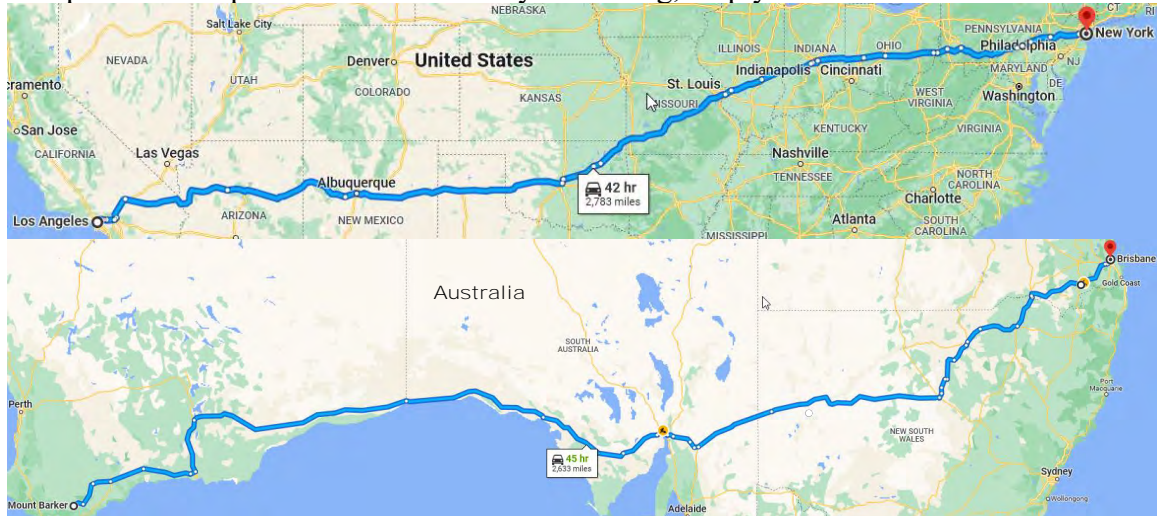 NEBRASKA
CT
RI
Salt Lake City
PENNSYLVANIA
New York
NEVADA
Denver
United States
ILLINOIS
INDIANA
OHIO
Philadelphia
NJ
UTAH
COLORADO
Indianapolis
Cincinnati
MARYLAND
DE
cramento
KANSAS
St. Louis
WEST
VIRGINIA
Washington
MISSOURI
San Jose
KENTUCKY
VIRGINIA
CALIFORNIA
Las Vegas
Nashville
Albuquerque
TENNESSEE
NORTH
CAROLINA
42 hr
2,783 miles
Charlotte
Los Angeles
ARIZONA
NEW MEXICO
Atlanta
SOUTH
CAROLINA
MISSISSIPPI
Brisbane
Gold Coast
Australia
SOUTH
AUSTRALIA
Port
Macquarie
Perth
NEW SOUTH
WALES
45 hr
2,633 miles
Sydney
Wollongong
Mount Barker
Adelaide